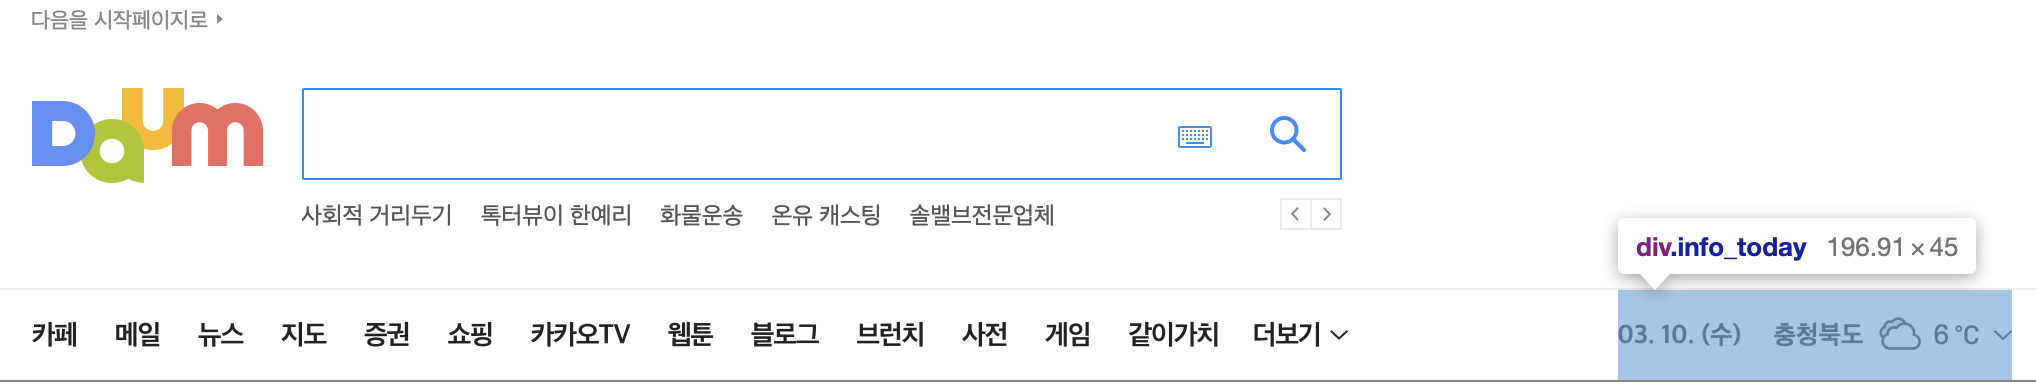 다음을 시작페이지로
Daum
사회적 거리두기 톡터뷰이 한예리 화물운송 온유 캐스팅 솔밸브전문업체
div.info_today 196.91 × 45
카페 메일 뉴스 지도 증권 쇼핑 카카오TV 웹툰 블로그 브런치 사전 게임 같이가치 더보기 03. 10. (수) 충청북도 6 °C